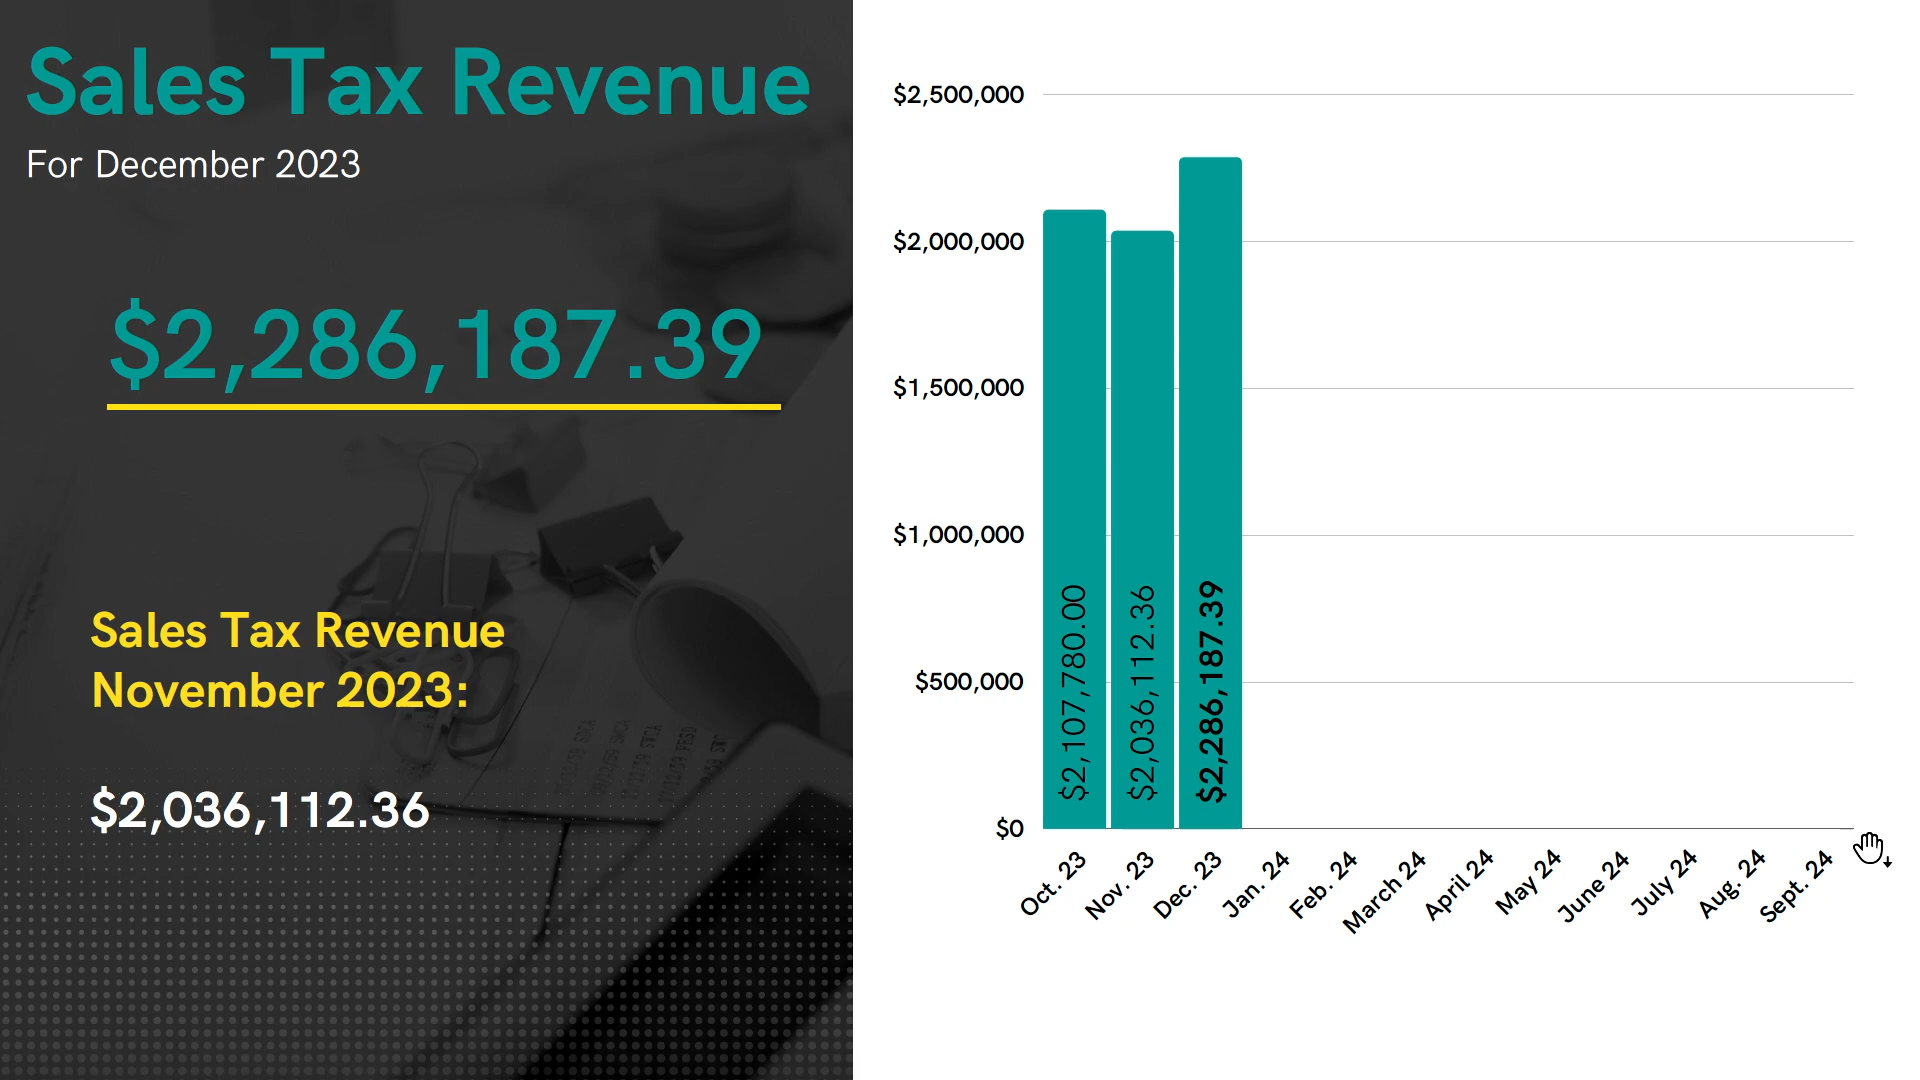 Sales Tax Revenue
For December 2023
$2,286,187.39
Sales Tax Revenue
November 2023:
$2,036,112.36
$2,500,000
$2,000,000
$1,500,000
$1,000,000
$500,000
$0
$2,107,780.00
$2,036,112.36
$2,286,187.39
Oct. 23
Nov. 23
Dec. 23
Jan. 24
Feb. 24
March 24
April 24
May 24
June 24
July 24
Aug. 24
Sept. 24